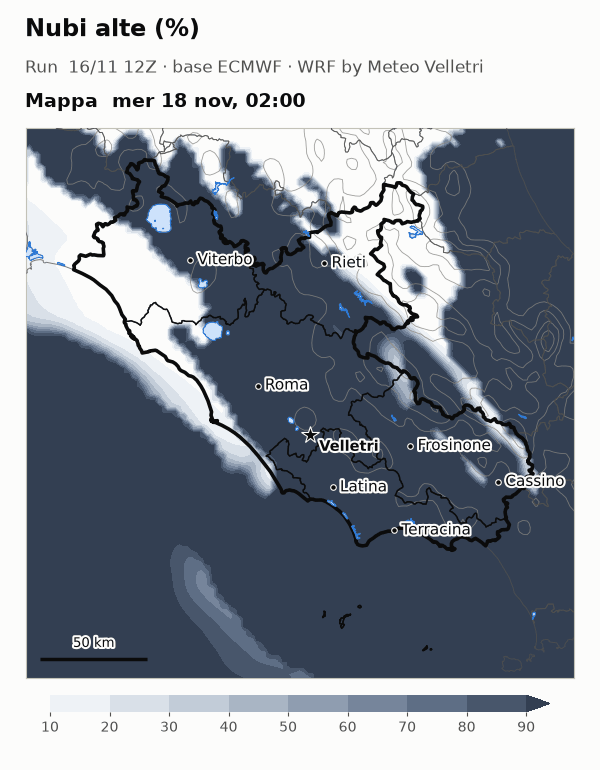 Nubi alte (%)
Run  16/11 12Z · base ECMWF · WRF by Meteo Velletri
Mappa  mer 18 nov, 02:00
Viterbo
Rieti
Roma
Velletri
Frosinone
Cassino
Latina
Terracina
50 km
10 20 30 40 50 60 70 80 90